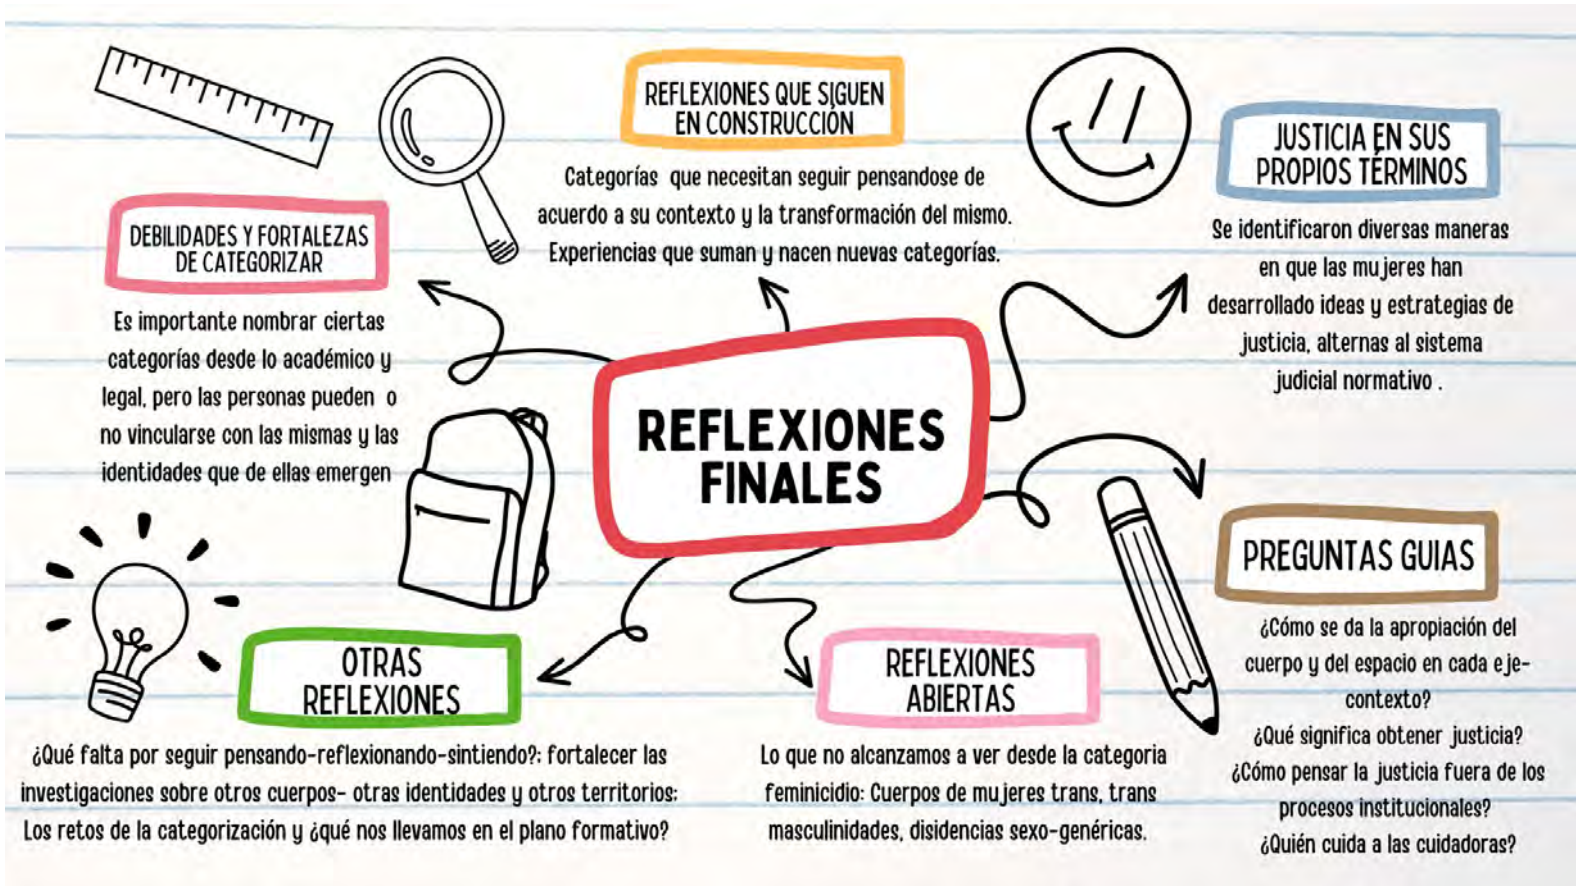 REFLEXIONES QUE SIGUEN
EN CONSTRUCCIÓN
Categorías que necesitan seguir pensandose de
acuerdo a su contexto y la transformación del mismo.
Experiencias que suman y nacen nuevas categorías.
JUSTICIA EN SUS
PROPIOS TÉRMINOS
Se identificaron diversas maneras
en que las mujeres han
desarrollado ideas y estrategias de
justicia, alternas al sistema
judicial normativo .
DEBILIDADES Y FORTALEZAS
DE CATEGORIZAR
Es importante nombrar ciertas
categorías desde lo académico y
legal, pero las personas pueden o
no vincularse con las mismas y las
identidades que de ellas emergen
REFLEXIONES
FINALES
PREGUNTAS GUIAS
¿Cómo se da la apropiación del
cuerpo y del espacio en cada eje-
contexto?
¿Qué significa obtener justicia?
¿Cómo pensar la justicia fuera de los
procesos institucionales?
¿Quién cuida a las cuidadoras?
OTRAS
REFLEXIONES
¿Qué falta por seguir pensando-reflexionando-sintiendo?: fortalecer las
investigaciones sobre otros cuerpos- otras identidades y otros territorios;
Los retos de la categorización y ¿qué nos llevamos en el plano formativo?
REFLEXIONES
ABIERTAS
Lo que no alcanzamos a ver desde la categoria
feminicidio: Cuerpos de mujeres trans, trans
masculinidades, disidencias sexo-genéricas.